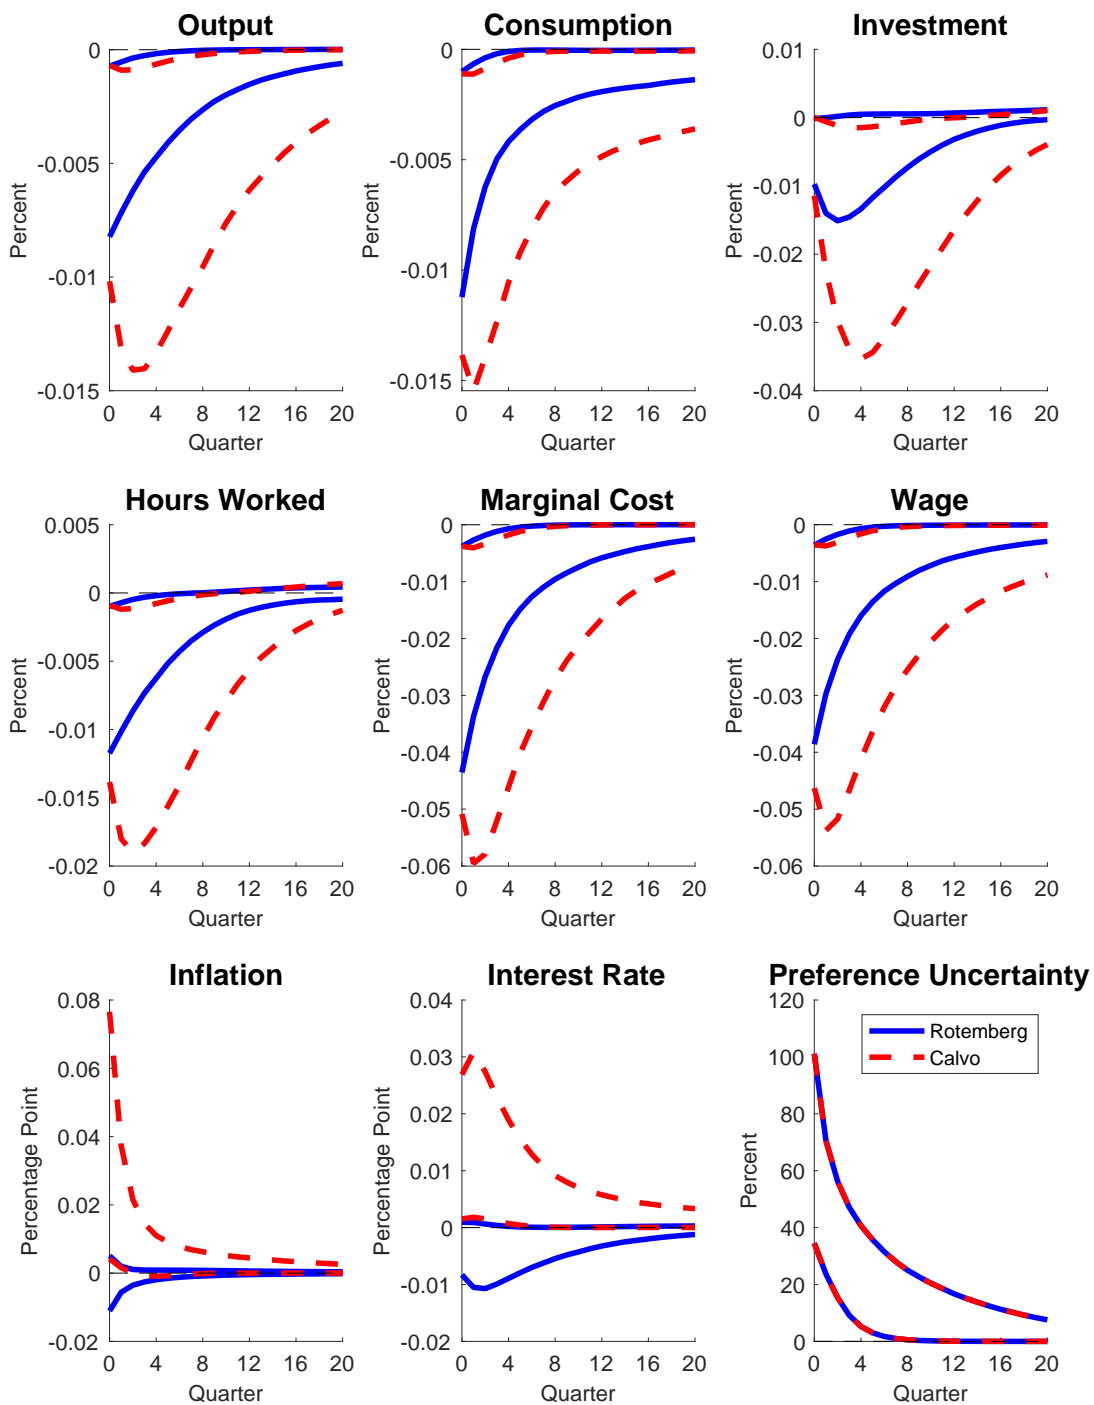 Output
0
-0.005
-0.01
-0.015
Percent
0 4 8 12 16 20
Quarter
Consumption
0
-0.005
-0.01
-0.015
Percent
0 4 8 12 16 20
Quarter
Investment
0.01
0
-0.01
-0.02
-0.03
-0.04
Percent
0 4 8 12 16 20
Quarter
Hours Worked
0.005
0
-0.005
-0.01
-0.015
-0.02
Percent
0 4 8 12 16 20
Quarter
Marginal Cost
0
-0.01
-0.02
-0.03
-0.04
-0.05
-0.06
Percent
0 4 8 12 16 20
Quarter
Wage
0
-0.01
-0.02
-0.03
-0.04
-0.05
-0.06
Percent
0 4 8 12 16 20
Quarter
Inflation
0.08
0.06
0.04
0.02
0
-0.02
Percentage Point
0 4 8 12 16 20
Quarter
Interest Rate
0.04
0.03
0.02
0.01
0
-0.01
-0.02
Percentage Point
0 4 8 12 16 20
Quarter
Preference Uncertainty
120
100
80
60
40
20
0
Percent
Rotemberg
Calvo
0 4 8 12 16 20
Quarter